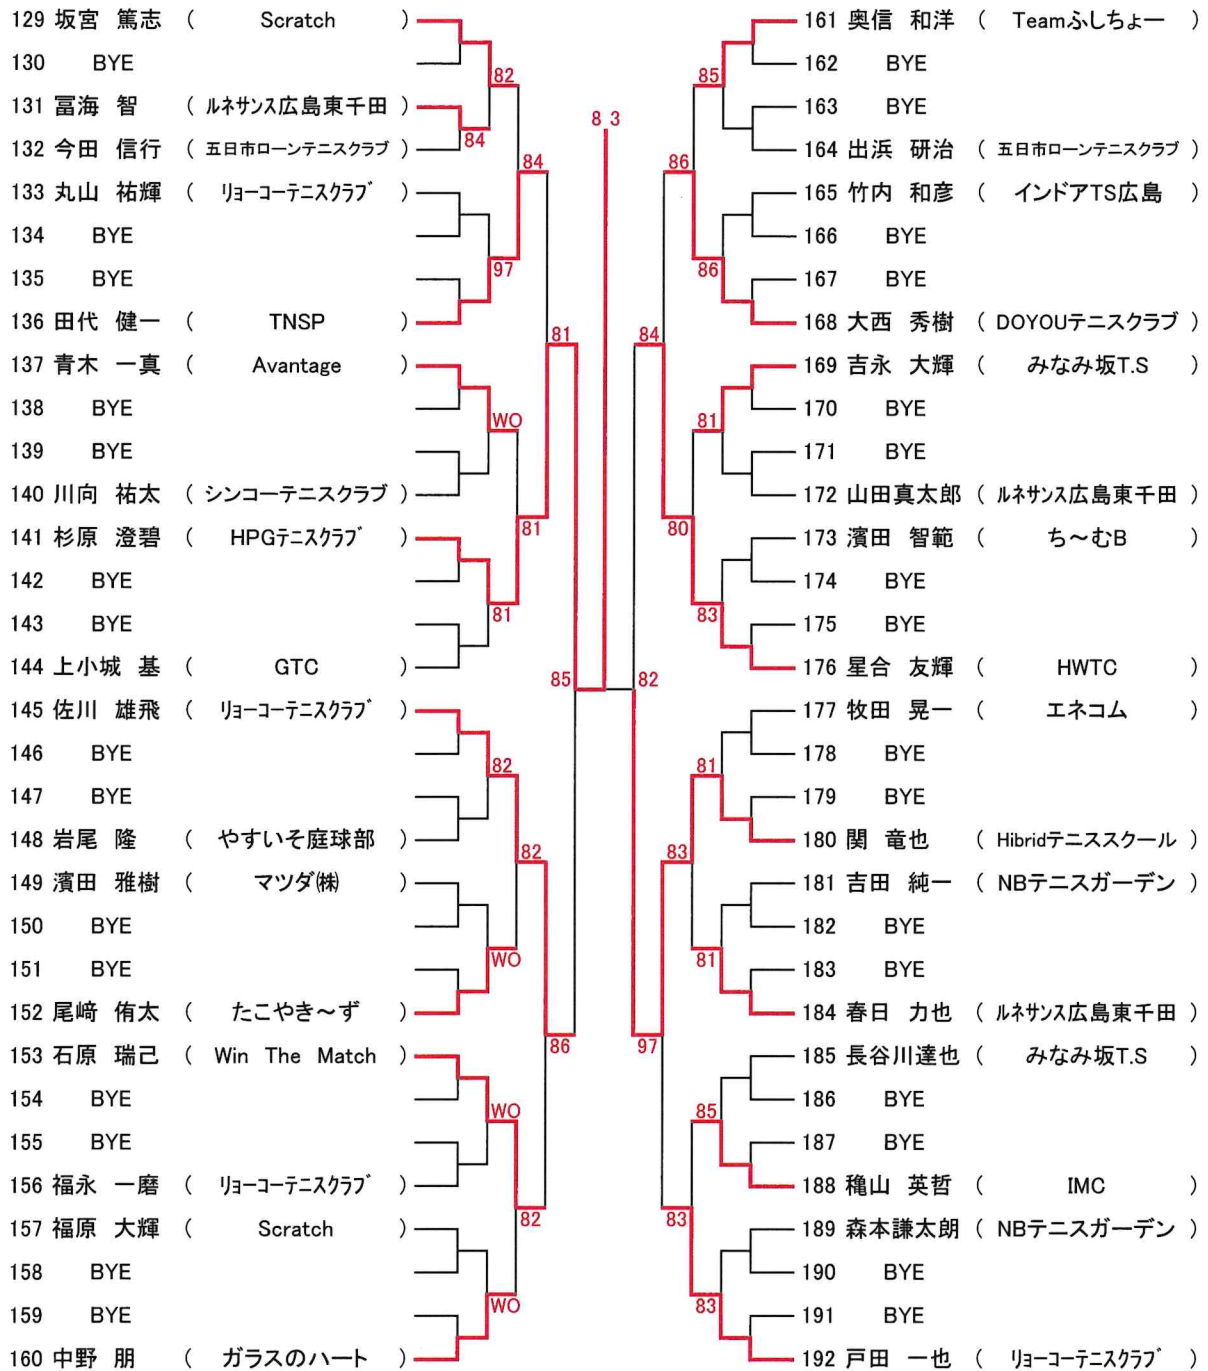 129 坂宮 篤志 ( Scratch )
130 BYE
82
131 冨海 智 ( ルネサンス広島東千田 )
84
132 今田 信行 ( 五日市ローンテニスクラブ )
84
133 丸山 祐輝 ( リョーコーテニスクラブ )
134 BYE
97
135 BYE
136 田代 健一 ( TNSP )
81
137 青木 一真 ( Avantage )
138 BYE
WO
139 BYE
140 川向 祐太 ( シンコーテニスクラブ )
81
141 杉原 澄碧 ( HPGテニスクラブ )
142 BYE
81
143 BYE
144 上小城 基 ( GTC )
85
145 佐川 雄飛 ( リョーコーテニスクラブ )
146 BYE
82
147 BYE
148 岩尾 隆 ( やすいそ庭球部 )
82
149 濱田 雅樹 ( マツダ㈱ )
150 BYE
WO
151 BYE
152 尾﨑 侑太 ( たこやき～ず )
86
153 石原 瑞己 ( Win The Match )
154 BYE
WO
155 BYE
156 福永 一磨 ( リョーコーテニスクラブ )
82
157 福原 大輝 ( Scratch )
158 BYE
WO
159 BYE
160 中野 朋 ( ガラスのハート )
8 3
161 奥信 和洋 ( Teamふしちょー )
162 BYE
85
163 BYE
164 出浜 研治 ( 五日市ローンテニスクラブ )
86
165 竹内 和彦 ( インドアTS広島 )
166 BYE
86
167 BYE
168 大西 秀樹 ( DOYOUテニスクラブ )
84
169 吉永 大輝 ( みなみ坂T.S )
170 BYE
81
171 BYE
172 山田真太郎 ( ルネサンス広島東千田 )
80
173 濱田 智範 ( ち～むB )
174 BYE
83
175 BYE
176 星合 友輝 ( HWTC )
82
177 牧田 晃一 ( エネコム )
178 BYE
81
179 BYE
180 関 竜也 ( Hibridテニススクール )
83
181 吉田 純一 ( NBテニスガーデン )
182 BYE
81
183 BYE
184 春日 力也 ( ルネサンス広島東千田 )
97
185 長谷川達也 ( みなみ坂T.S )
186 BYE
85
187 BYE
188 穐山 英哲 ( IMC )
83
189 森本謙太朗 ( NBテニスガーデン )
190 BYE
83
191 BYE
192 戸田 一也 ( リョーコーテニスクラブ )